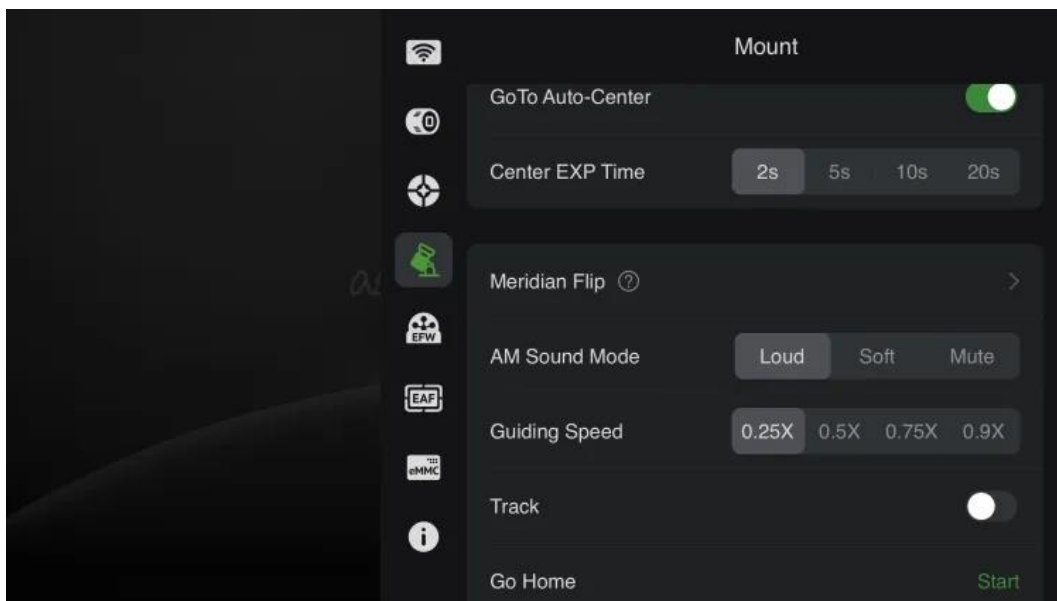 Mount
GoTo Auto-Center
Center EXP Time 2s 5s 10s 20s
Meridian Flip ?
AM Sound Mode Loud Soft Mute
EFW
EAF
Guiding Speed 0.25X 0.5X 0.75X 0.9X
eMMC
Track
i
Go Home Start